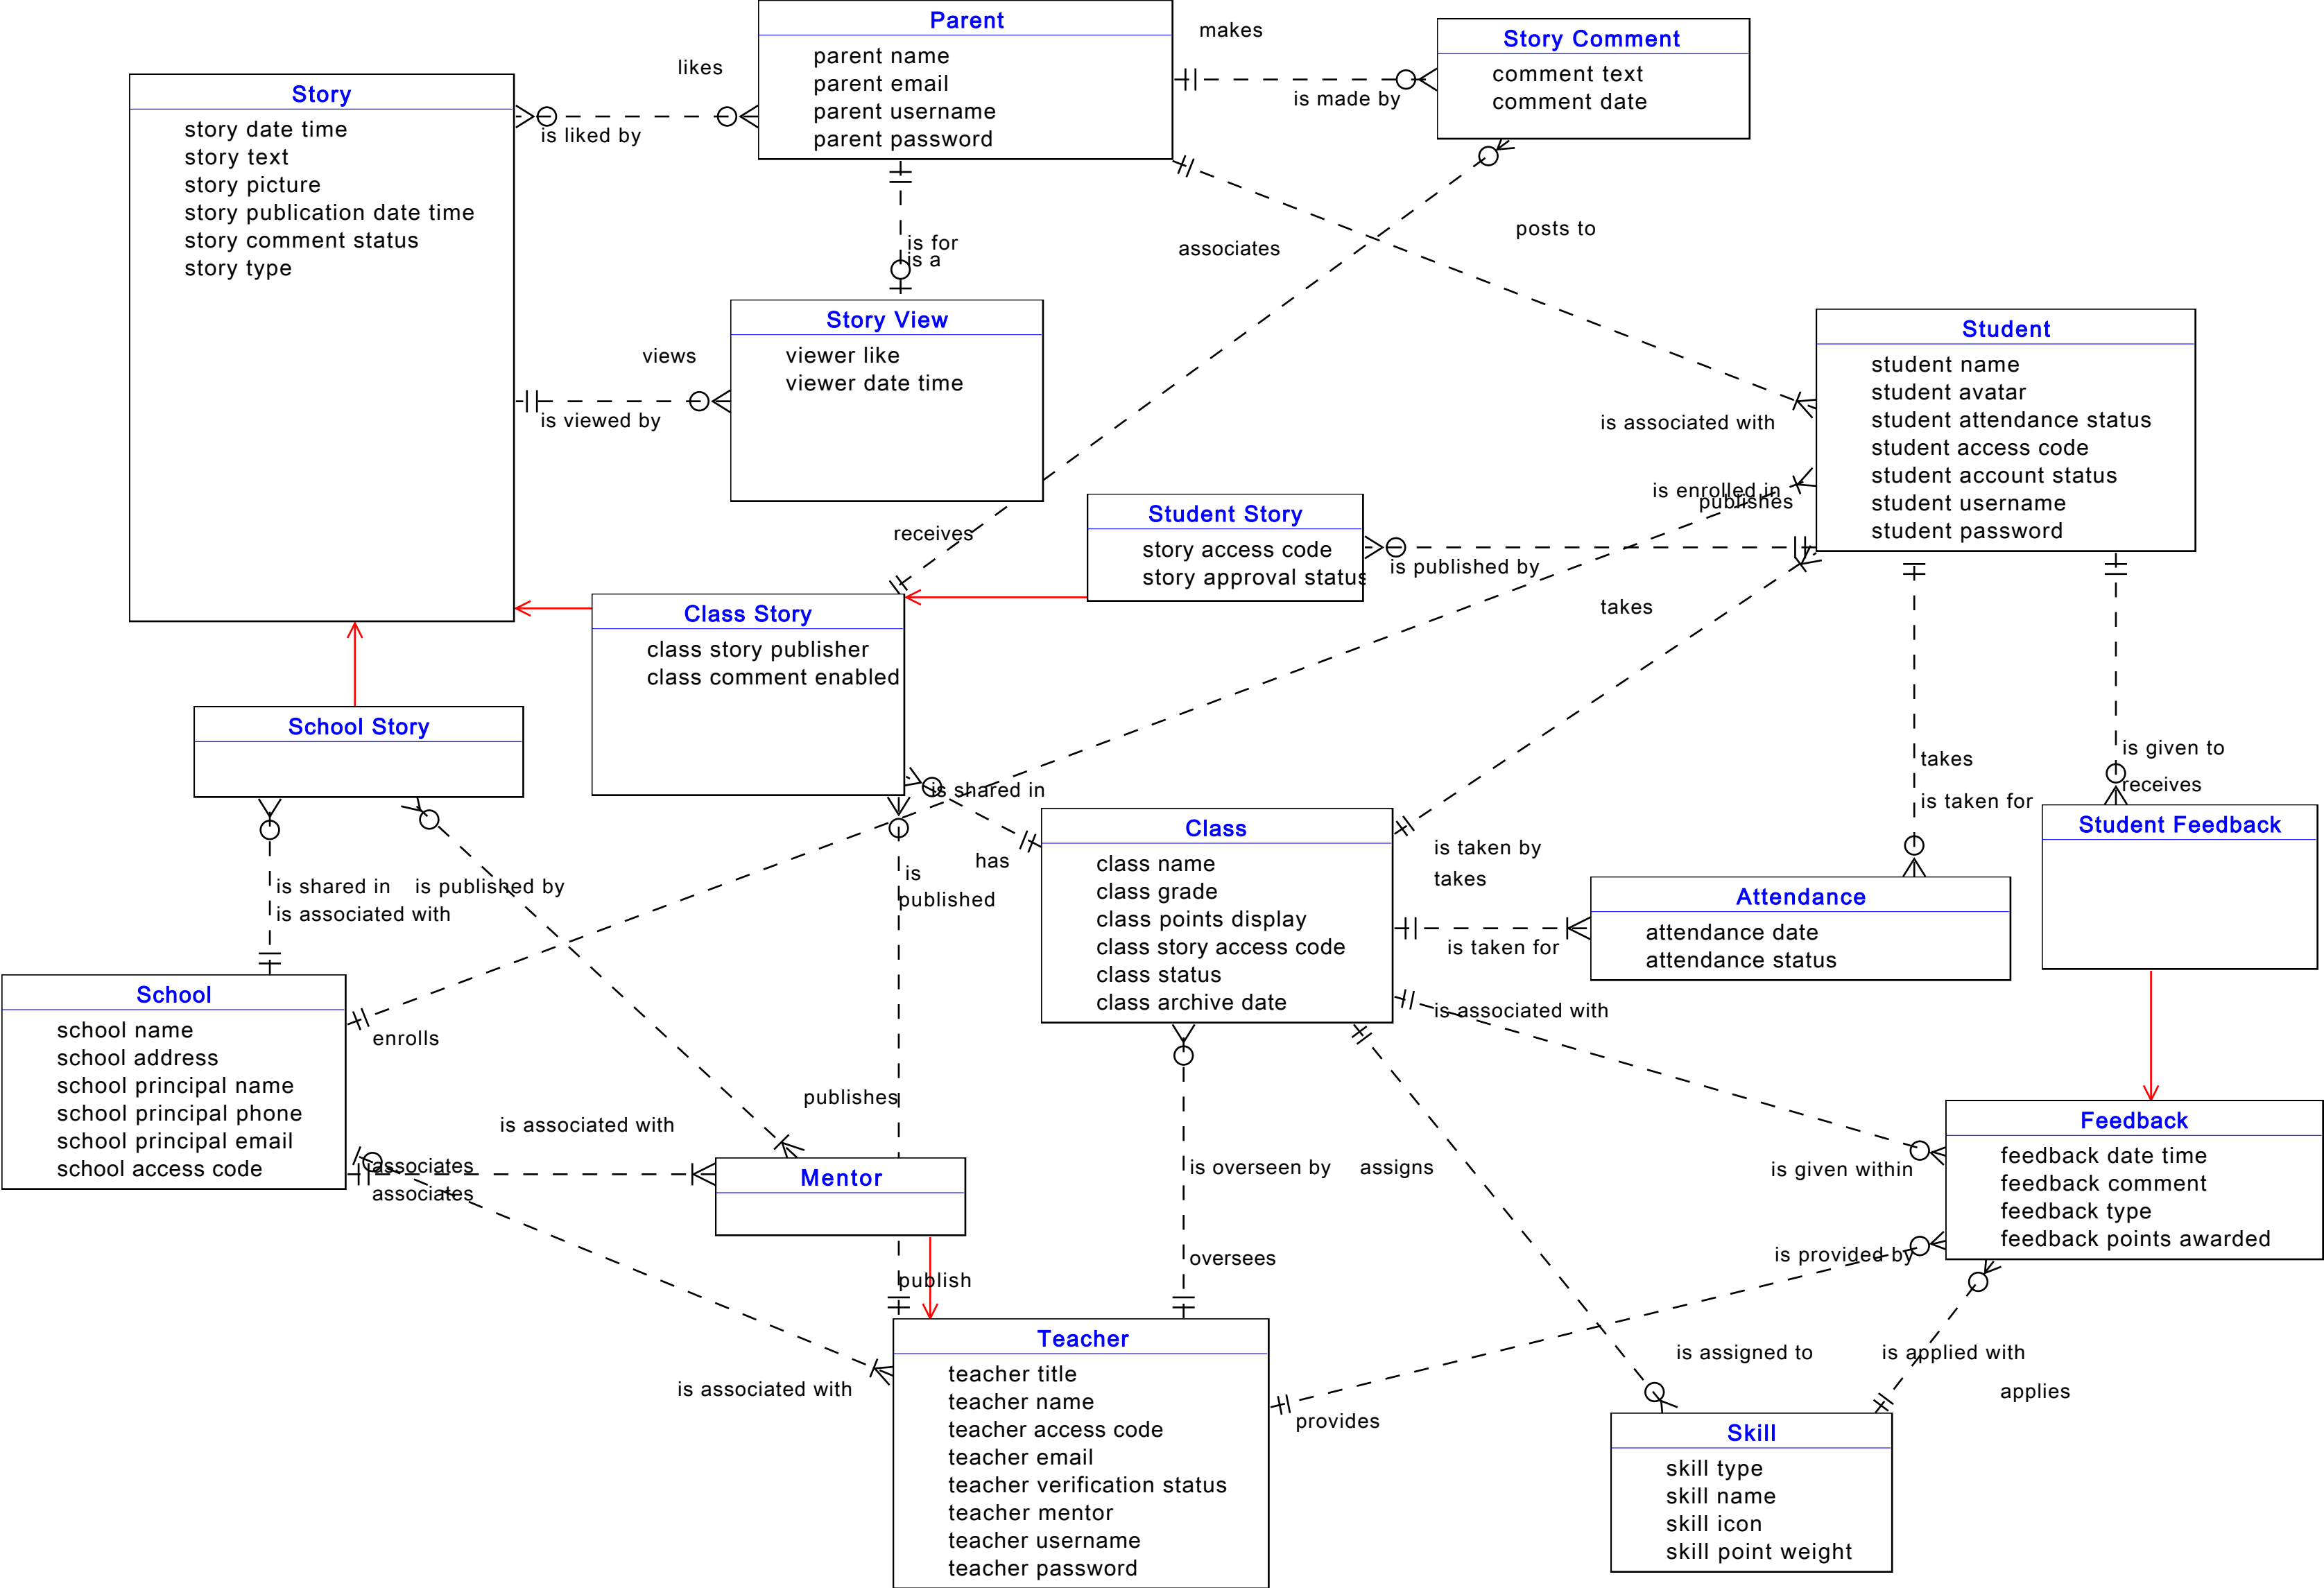 Parent
parent name
parent email
parent username
parent password
makes
is made by
Story Comment
comment text
comment date
likes
is liked by
Story
story date time
story text
story picture
story publication date time
story comment status
story type
is for
is a
associates
posts to
Story View
viewer like
viewer date time
views
is viewed by
Student
student name
student avatar
student attendance status
student access code
student account status
student username
student password
is associated with
is enrolled in
publishes
receives
Student Story
story access code
story approval status
is published by
takes
Class Story
class story publisher
class comment enabled
School Story
is shared in
has
is
published
Class
class name
class grade
class points display
class story access code
class status
class archive date
takes
is taken for
is given to
receives
Student Feedback
is taken by
takes
is taken for
Attendance
attendance date
attendance status
is shared in
is published by
is associated with
School
school name
school address
school principal name
school principal phone
school principal email
school access code
enrolls
is associated with
publishes
is associated with
associates
associates
Mentor
is overseen by
assigns
is given within
Feedback
feedback date time
feedback comment
feedback type
feedback points awarded
publish
oversees
is provided by
Teacher
teacher title
teacher name
teacher access code
teacher email
teacher verification status
teacher mentor
teacher username
teacher password
is associated with
provides
is assigned to
is applied with
applies
Skill
skill type
skill name
skill icon
skill point weight